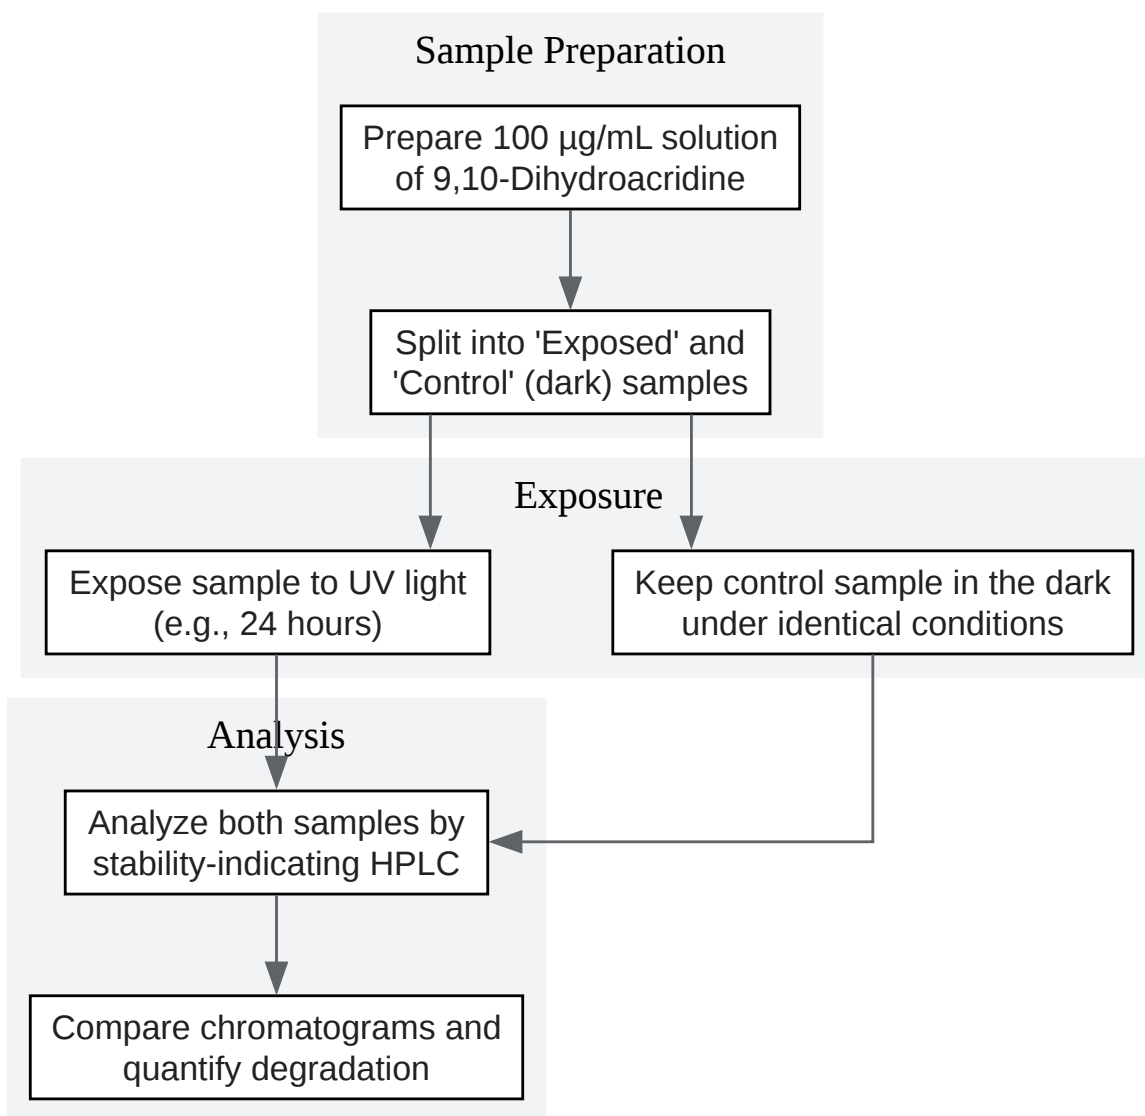 Sample Preparation
Prepare 100 µg/mL solution
of 9,10-Dihydroacridine
Split into 'Exposed' and
'Control' (dark) samples
Exposure
Expose sample to UV light
(e.g., 24 hours)
Keep control sample in the dark
under identical conditions
Analysis
Analyze both samples by
stability-indicating HPLC
Compare chromatograms and
quantify degradation